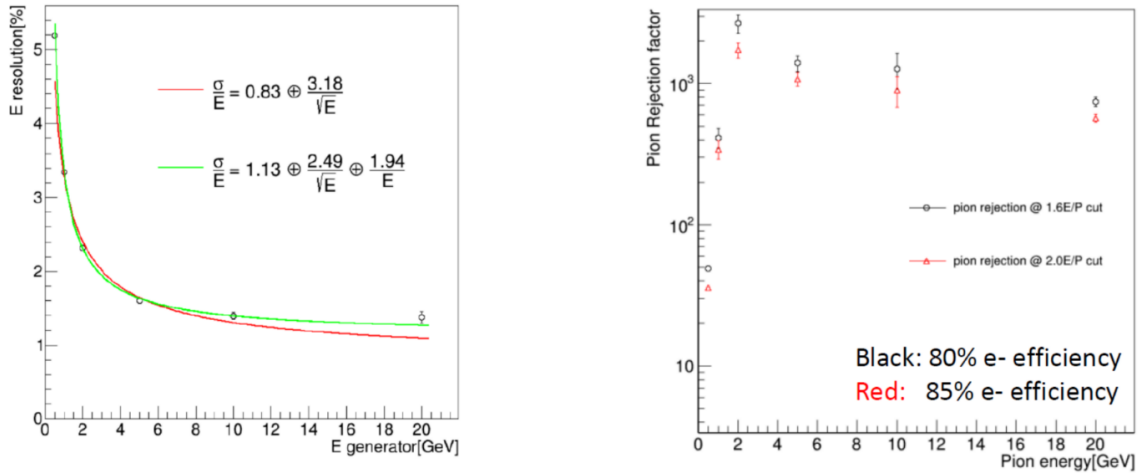 E resolution[%]
5
4
3
2
1
0
σ/E = 0.83 ⊕ 3.18/√E
σ/E = 1.13 ⊕ 2.49/√E ⊕ 1.94/E
0 2 4 6 8 10 12 14 16 18 20
E generator[GeV]
Pion Rejection factor
10³
10²
10
pion rejection @ 1.6E/P cut
pion rejection @ 2.0E/P cut
Black: 80% e- efficiency
Red: 85% e- efficiency
0 2 4 6 8 10 12 14 16 18 20
Pion energy[GeV]